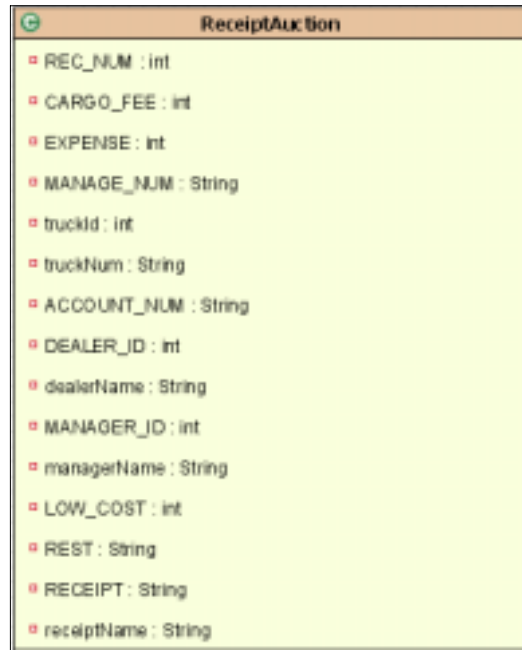 ReceiptAuction
REC_NUM : int
CARGO_FEE : int
EXPENSE : int
MANAGE_NUM : String
truckId : int
truckNum : String
ACCOUNT_NUM : String
DEALER_ID : int
dealerName : String
MANAGER_ID : int
managerName : String
LOW_COST : int
REST : String
RECEIPT : String
receiptName : String